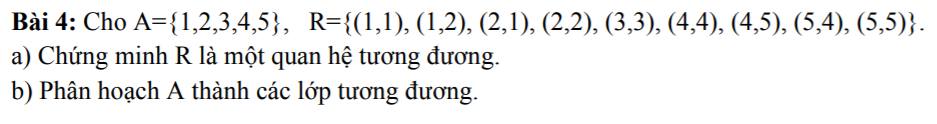 Bài 4: Cho A={1,2,3,4,5}, R={(1,1), (1,2), (2,1), (2,2), (3,3), (4,4), (4,5), (5,4), (5,5)}.
a) Chứng minh R là một quan hệ tương đương.
b) Phân hoạch A thành các lớp tương đương.